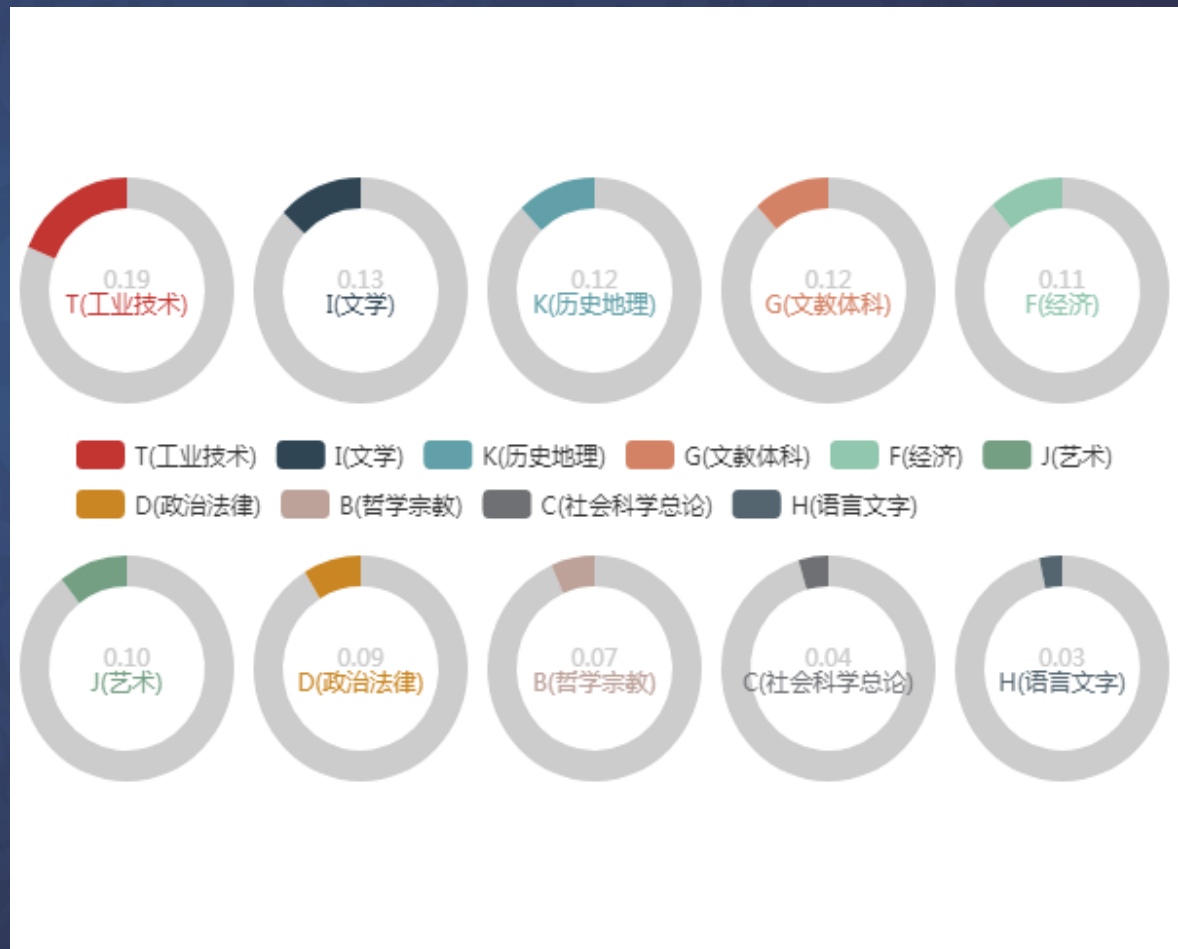 0.19 0.13 0.12 0.12 0.11
T(工业技术) I(文学) K(历史地理) G(文教体科) F(经济)
T(工业技术) I(文学) K(历史地理) G(文教体科) F(经济) J(艺术)
D(政治法律) B(哲学宗教) C(社会科学总论) H(语言文字)
0.10 0.09 0.07 0.04 0.03
J(艺术) D(政治法律) B(哲学宗教) C(社会科学总论) H(语言文字)